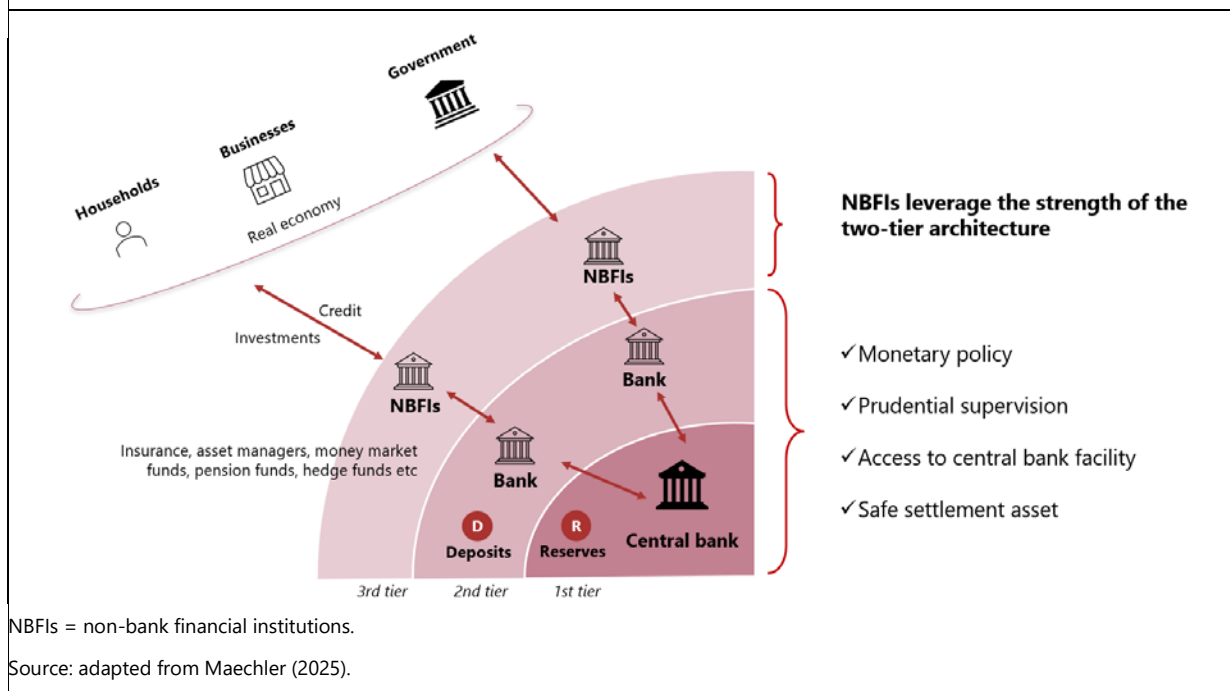 Government
Businesses
Households
Real economy
NBFIs leverage the strength of the
two-tier architecture
NBFIs
Credit
Investments
Bank
NBFIs
Monetary policy
Prudential supervision
Insurance, asset managers, money market
funds, pension funds, hedge funds etc
Access to central bank facility
Bank
✓Safe settlement asset
D
R
Deposits
Reserves
Central bank
3rd tier
2nd tier
1st tier
NBFIs = non-bank financial institutions.
Source: adapted from Maechler (2025).